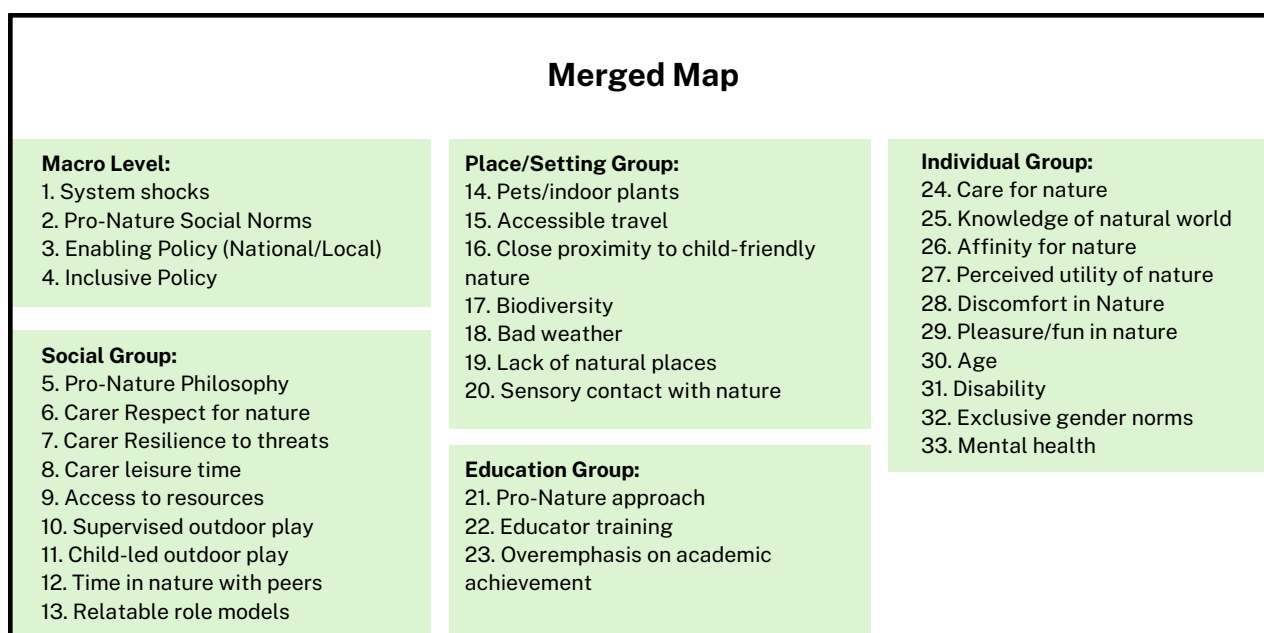 Merged Map
Macro Level:
1. System shocks
2. Pro-Nature Social Norms
3. Enabling Policy (National/Local)
4. Inclusive Policy
Social Group:
5. Pro-Nature Philosophy
6. Carer Respect for nature
7. Carer Resilience to threats
8. Carer leisure time
9. Access to resources
10. Supervised outdoor play
11. Child-led outdoor play
12. Time in nature with peers
13. Relatable role models
Place/Setting Group:
14. Pets/indoor plants
15. Accessible travel
16. Close proximity to child-friendly
nature
17. Biodiversity
18. Bad weather
19. Lack of natural places
20. Sensory contact with nature
Education Group:
21. Pro-Nature approach
22. Educator training
23. Overemphasis on academic
achievement
Individual Group:
24. Care for nature
25. Knowledge of natural world
26. Affinity for nature
27. Perceived utility of nature
28. Discomfort in Nature
29. Pleasure/fun in nature
30. Age
31. Disability
32. Exclusive gender norms
33. Mental health